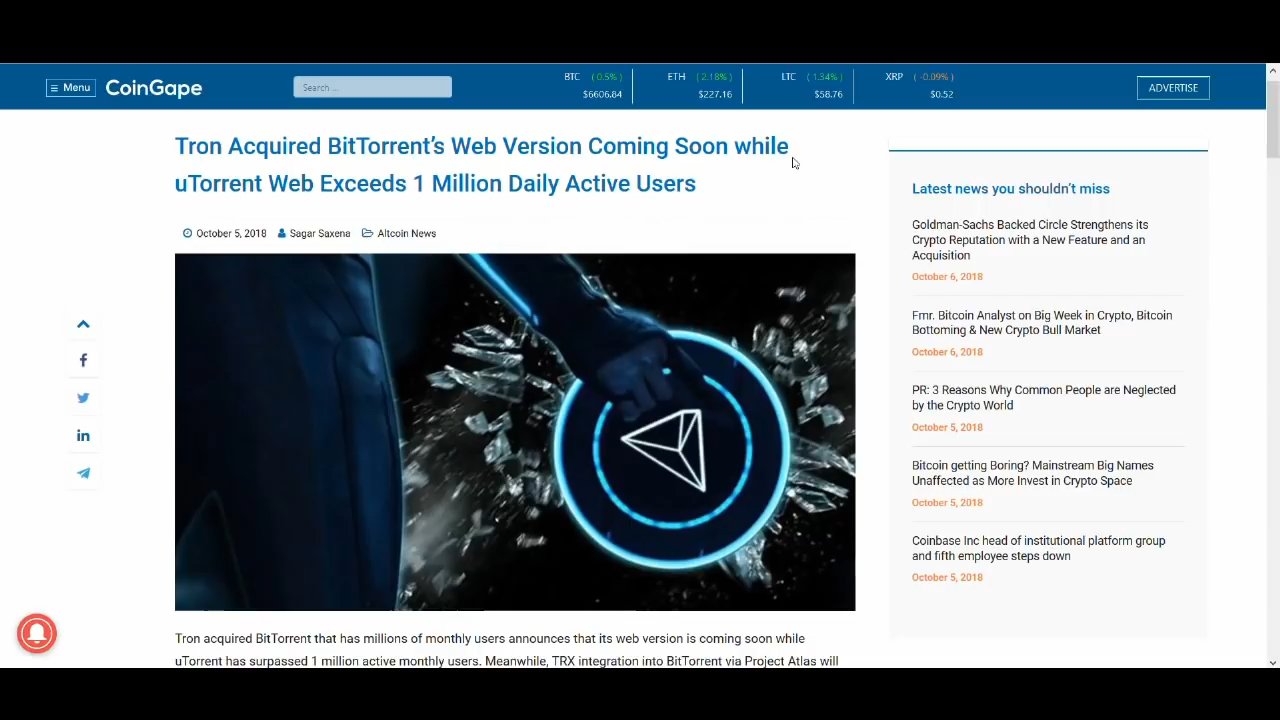 Menu
CoinGape
Search ...
BTC ( 0.5% )
$6606.84
ETH ( 2.18% )
$227.16
LTC ( 1.34% )
$58.76
XRP ( -0.09% )
$0.52
ADVERTISE
Tron Acquired BitTorrent’s Web Version Coming Soon while
uTorrent Web Exceeds 1 Million Daily Active Users
October 5, 2018 Sagar Saxena Altcoin News
Tron acquired BitTorrent that has millions of monthly users announces that its web version is coming soon while
uTorrent has surpassed 1 million active monthly users. Meanwhile, TRX integration into BitTorrent via Project Atlas will
Latest news you shouldn’t miss
Goldman-Sachs Backed Circle Strengthens its
Crypto Reputation with a New Feature and an
Acquisition
October 6, 2018
Fmr. Bitcoin Analyst on Big Week in Crypto, Bitcoin
Bottoming & New Crypto Bull Market
October 6, 2018
PR: 3 Reasons Why Common People are Neglected
by the Crypto World
October 5, 2018
Bitcoin getting Boring? Mainstream Big Names
Unaffected as More Invest in Crypto Space
October 5, 2018
Coinbase Inc head of institutional platform group
and fifth employee steps down
October 5, 2018